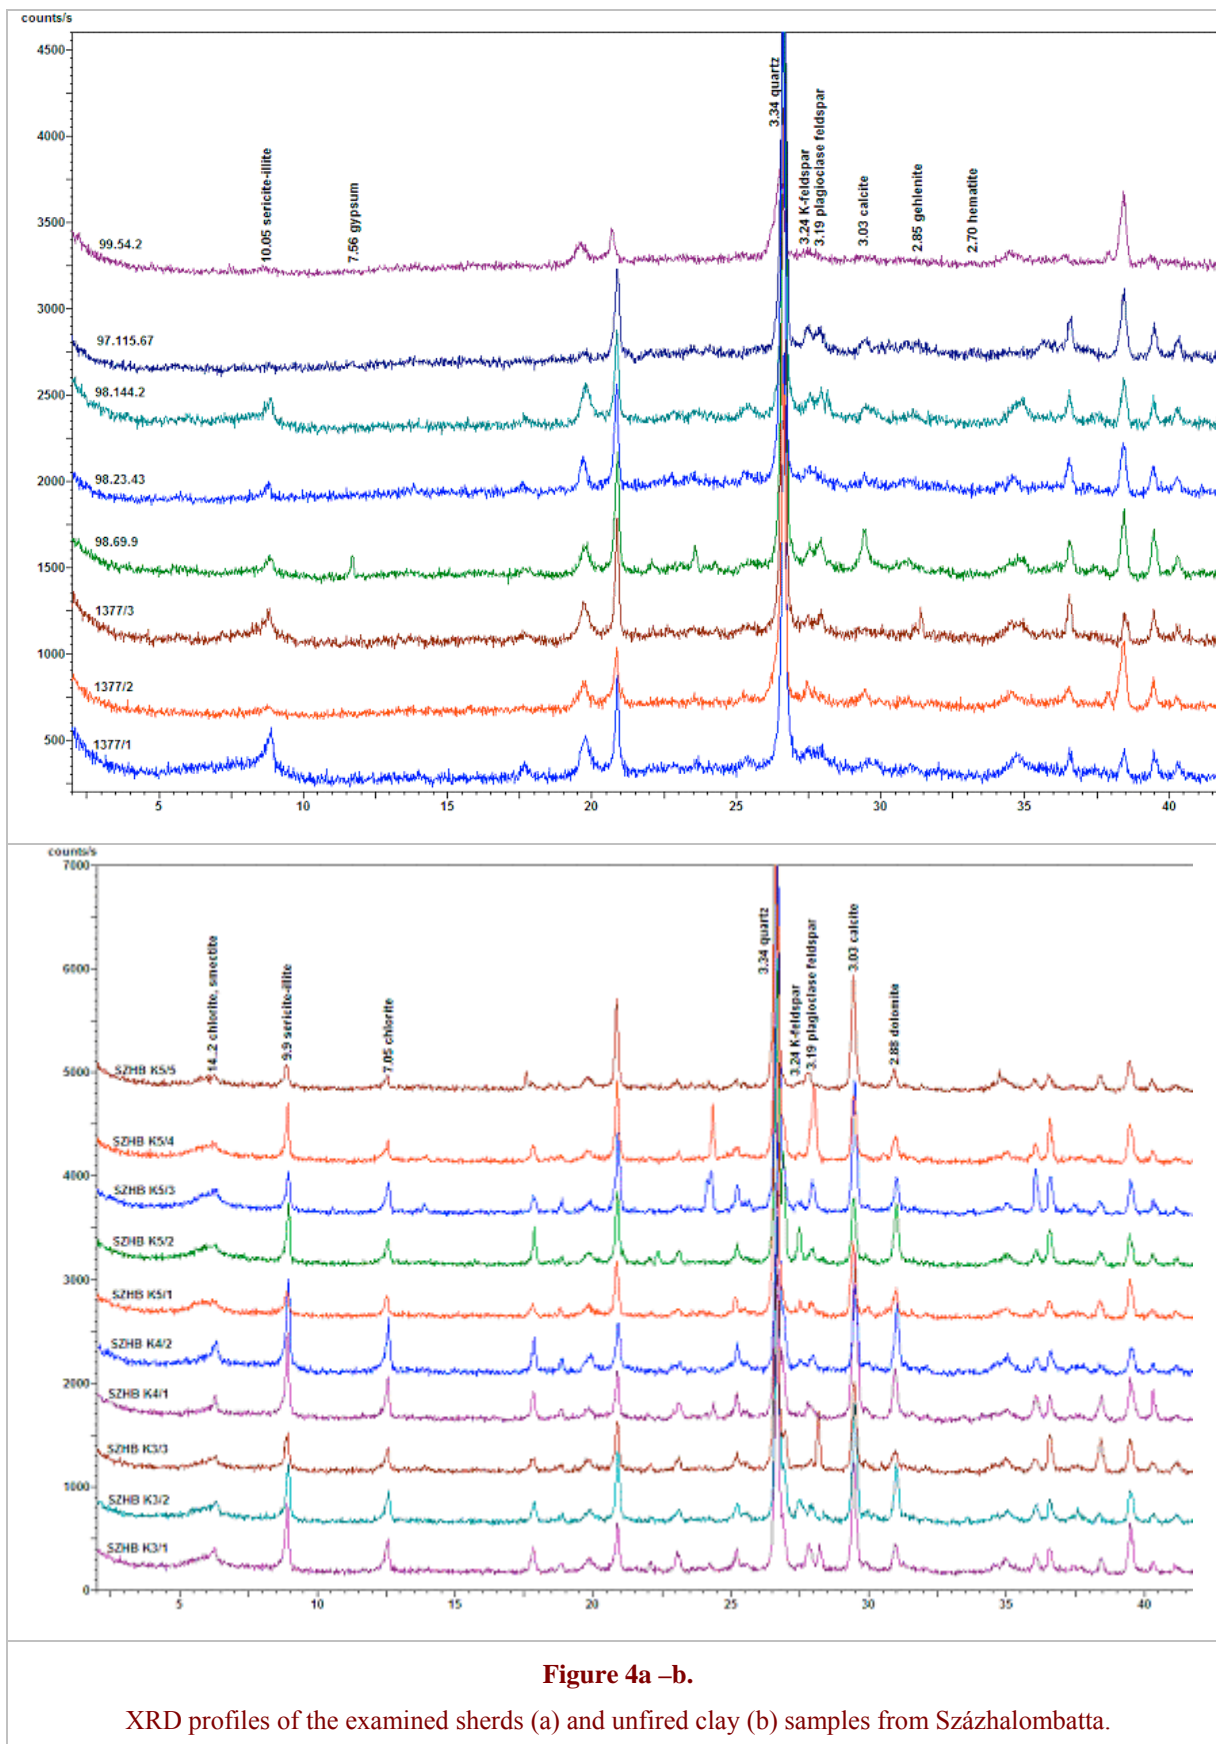 counts/s
4500
4000
3500
3000
2500
2000
1500
1000
500
10.05 sericite-illite
7.56 gypsum
3.34 quartz
3.24 K-feldspar
3.19 plagioclase feldspar
3.03 calcite
2.85 gehlenite
2.70 hematite
99.54.2
97.115.67
98.144.2
98.23.43
98.69.9
1377/3
1377/2
1377/1
5 10 15 20 25 30 35 40
counts/s
7000
6000
5000
4000
3000
2000
1000
0
14..2 chlorite, smectite
9.9 sericite-illite
7.05 chlorite
3.34 quartz
3.24 K-feldspar
3.19 plagioclase feldspar
3.03 calcite
2.88 dolomite
SZHB K5/5
SZHB K5/4
SZHB K5/3
SZHB K5/2
SZHB K5/1
SZHB K4/2
SZHB K4/1
SZHB K3/3
SZHB K3/2
SZHB K3/1
5 10 15 20 25 30 35 40
Figure 4a –b.
XRD profiles of the examined sherds (a) and unfired clay (b) samples from Százhalombatta.